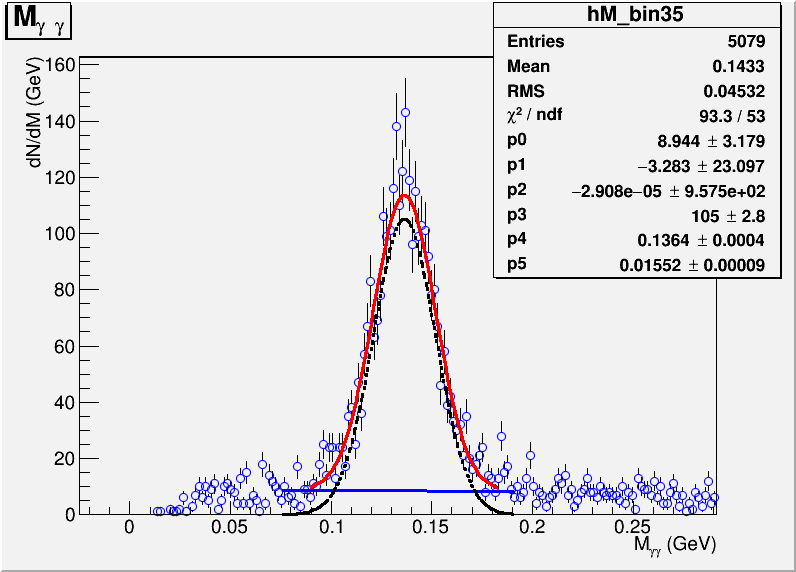 M γ γ
hM_bin35
Entries 5079
Mean 0.1433
RMS 0.04532
χ² / ndf 93.3 / 53
p0 8.944 ± 3.179
p1 −3.283 ± 23.097
p2 −2.908e−05 ± 9.575e+02
p3 105 ± 2.8
p4 0.1364 ± 0.0004
p5 0.01552 ± 0.00009
dN/dM (GeV)
160
140
120
100
80
60
40
20
0
0 0.05 0.1 0.15 0.2 0.25
Mγγ (GeV)